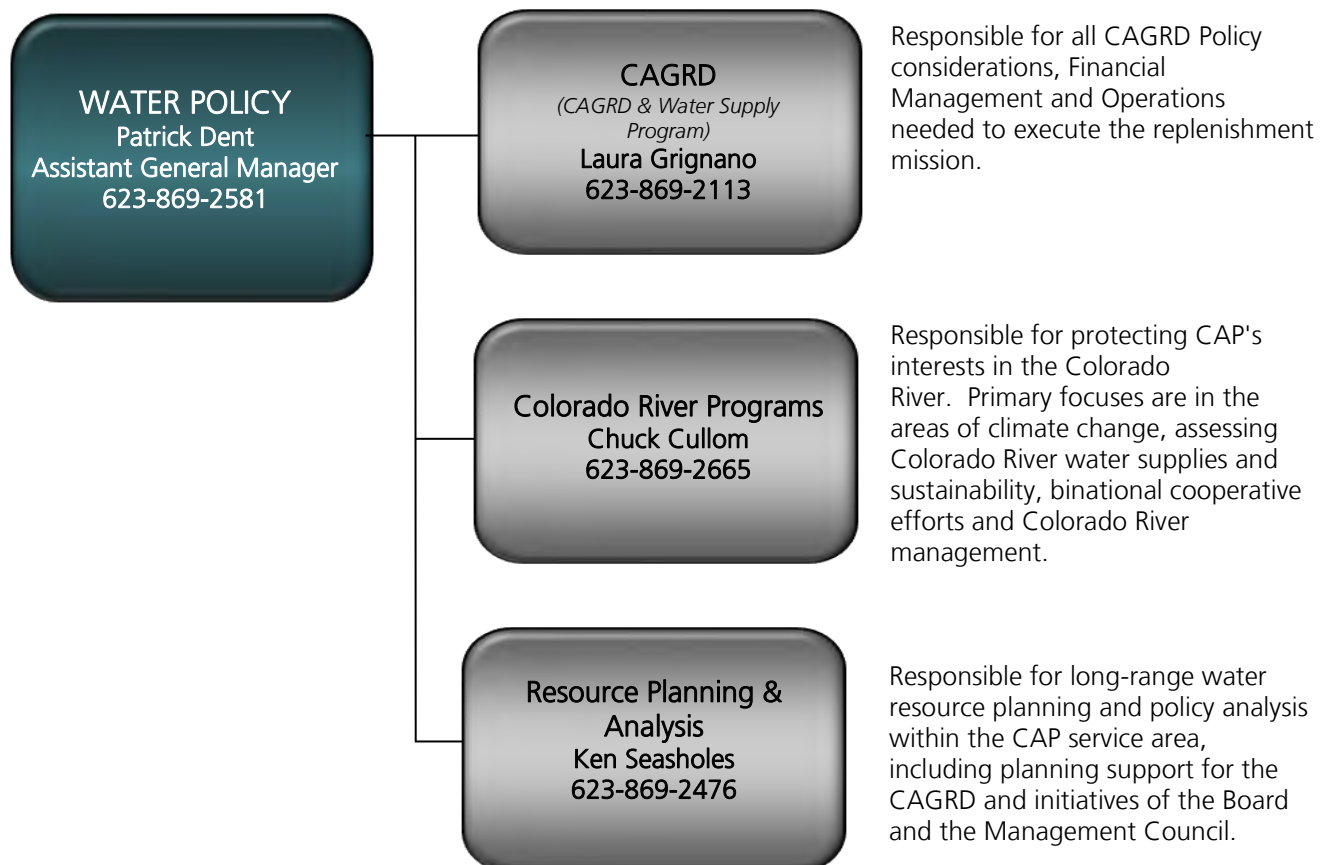 WATER POLICY
Patrick Dent
Assistant General Manager
623-869-2581
CAGRD
(CAGRD & Water Supply
Program)
Laura Grignano
623-869-2113
Responsible for all CAGRD Policy
considerations, Financial
Management and Operations
needed to execute the replenishment
mission.
Colorado River Programs
Chuck Cullom
623-869-2665
Responsible for protecting CAP's
interests in the Colorado
River.  Primary focuses are in the
areas of climate change, assessing
Colorado River water supplies and
sustainability, binational cooperative
efforts and Colorado River
management.
Resource Planning &
Analysis
Ken Seasholes
623-869-2476
Responsible for long-range water
resource planning and policy analysis
within the CAP service area,
including planning support for the
CAGRD and initiatives of the Board
and the Management Council.